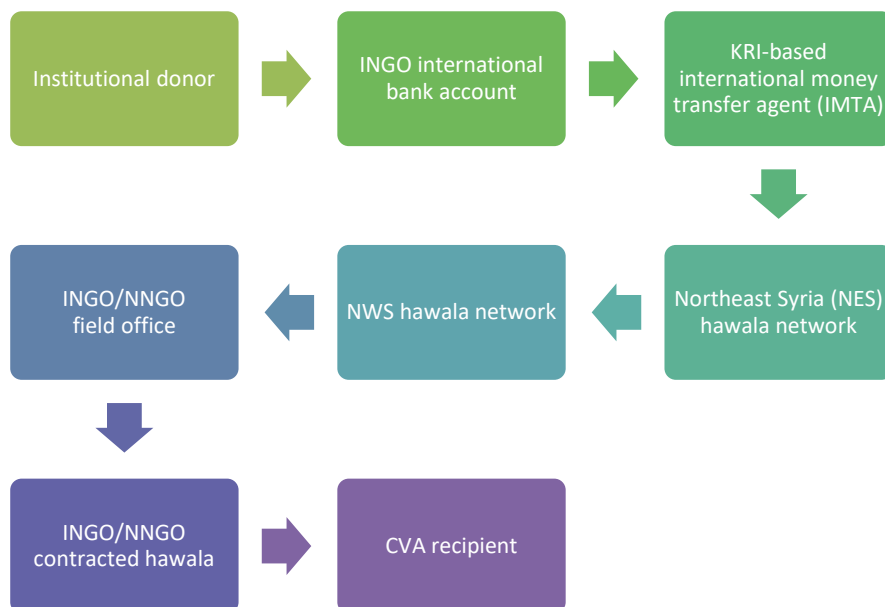 Institutional donor
INGO international
bank account
KRI-based
international money
transfer agent (IMTA)
Northeast Syria (NES)
hawala network
NWS hawala network
INGO/NNGO
field office
INGO/NNGO
contracted hawala
CVA recipient